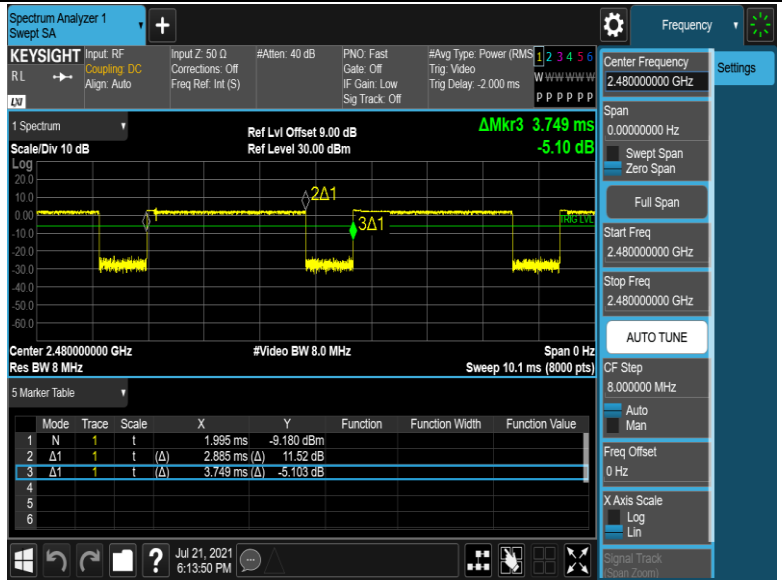 Spectrum Analyzer 1
Swept SA
Frequency
KEYSIGHT
RL
LXI
Input: RF
Coupling: DC
Align: Auto
Input Z: 50 Ω
Corrections: Off
Freq Ref: Int (S)
#Atten: 40 dB
PNO: Fast
Gate: Off
IF Gain: Low
Sig Track: Off
#Avg Type: Power (RMS
Trig: Video
Trig Delay: -2.000 ms
1 2 3 4 5 6
W W W W W W
P P P P P P
1 Spectrum
Scale/Div 10 dB
Ref Lvl Offset 9.00 dB
Ref Level 30.00 dBm
ΔMkr3 3.749 ms
-5.10 dB
Log
20.0
10.0
0.00
-10.0
-20.0
-30.0
-40.0
-50.0
-60.0
1
2Δ1
3Δ1
TRIG LVL
Center 2.480000000 GHz
#Video BW 8.0 MHz
Span 0 Hz
Res BW 8 MHz
Sweep 10.1 ms (8000 pts)
5 Marker Table
Mode Trace Scale X Y Function Function Width Function Value
1 N 1 t 1.995 ms -9.180 dBm
2 Δ1 1 t (Δ) 2.885 ms (Δ) 11.52 dB
3 Δ1 1 t (Δ) 3.749 ms (Δ) -5.103 dB
4
5
6
?
Jul 21, 2021
6:13:50 PM
Center Frequency
2.480000000 GHz
Settings
Span
0.00000000 Hz
Swept Span
Zero Span
Full Span
Start Freq
2.480000000 GHz
Stop Freq
2.480000000 GHz
AUTO TUNE
CF Step
8.000000 MHz
Auto
Man
Freq Offset
0 Hz
X Axis Scale
Log
Lin
Signal Track
(Span Zoom)